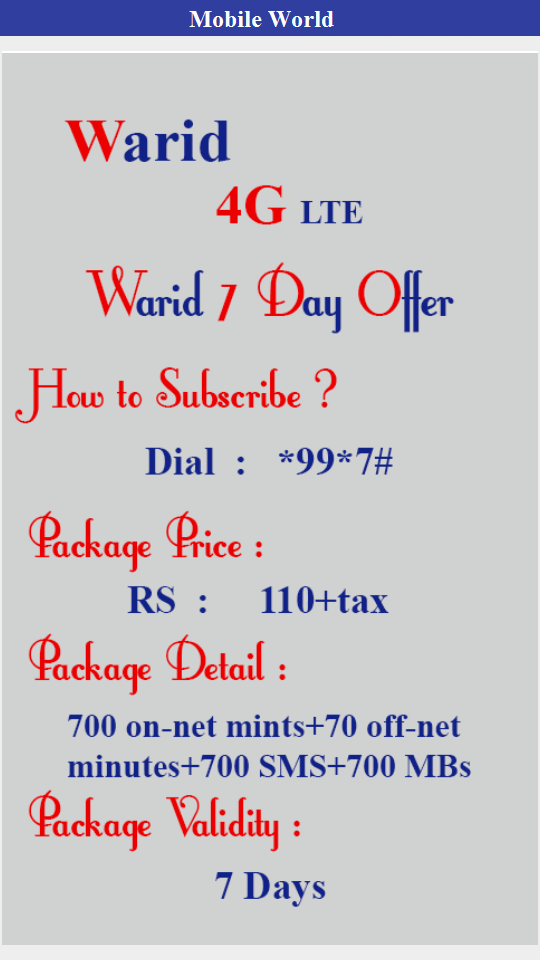 Mobile World
Warid
4G LTE
Warid 7 Day Offer
How to Subscribe ?
Dial : *99*7#
Package Price :
RS : 110+tax
Package Detail :
700 on-net mints+70 off-net
minutes+700 SMS+700 MBs
Package Validity :
7 Days